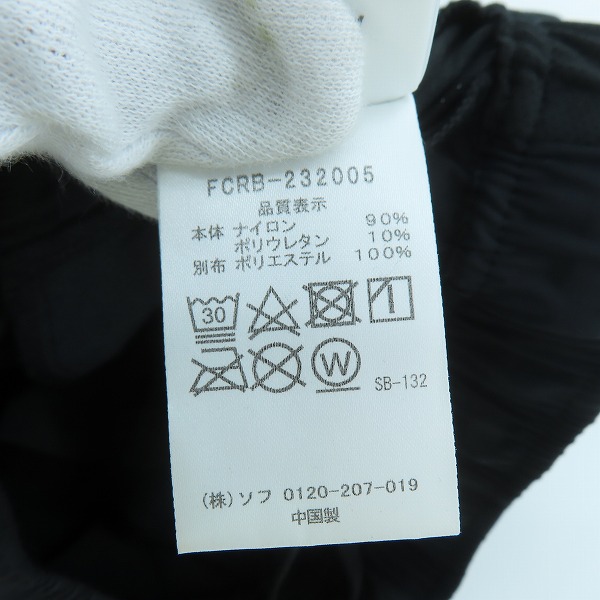 FCRB-232005
品質表示
本体 ナイロン 90%
ポリウレタン 10%
別布 ポリエステル 100%
30
W SB-132
(株)ソフ 0120-207-019
中国製